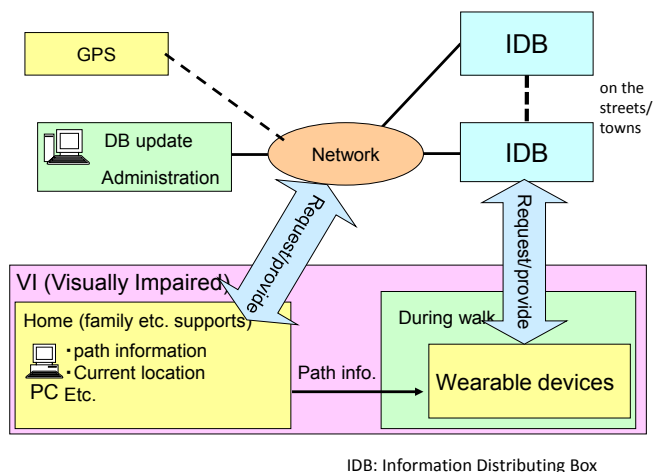 GPS
IDB
on the
streets/
towns
DB update
Administration
Network
IDB
Request/provide
Request/provide
VI (Visually Impaired)
Home (family etc. supports)
・path information
・Current location
PC Etc.
Path info.
During walk
Wearable devices
IDB: Information Distributing Box